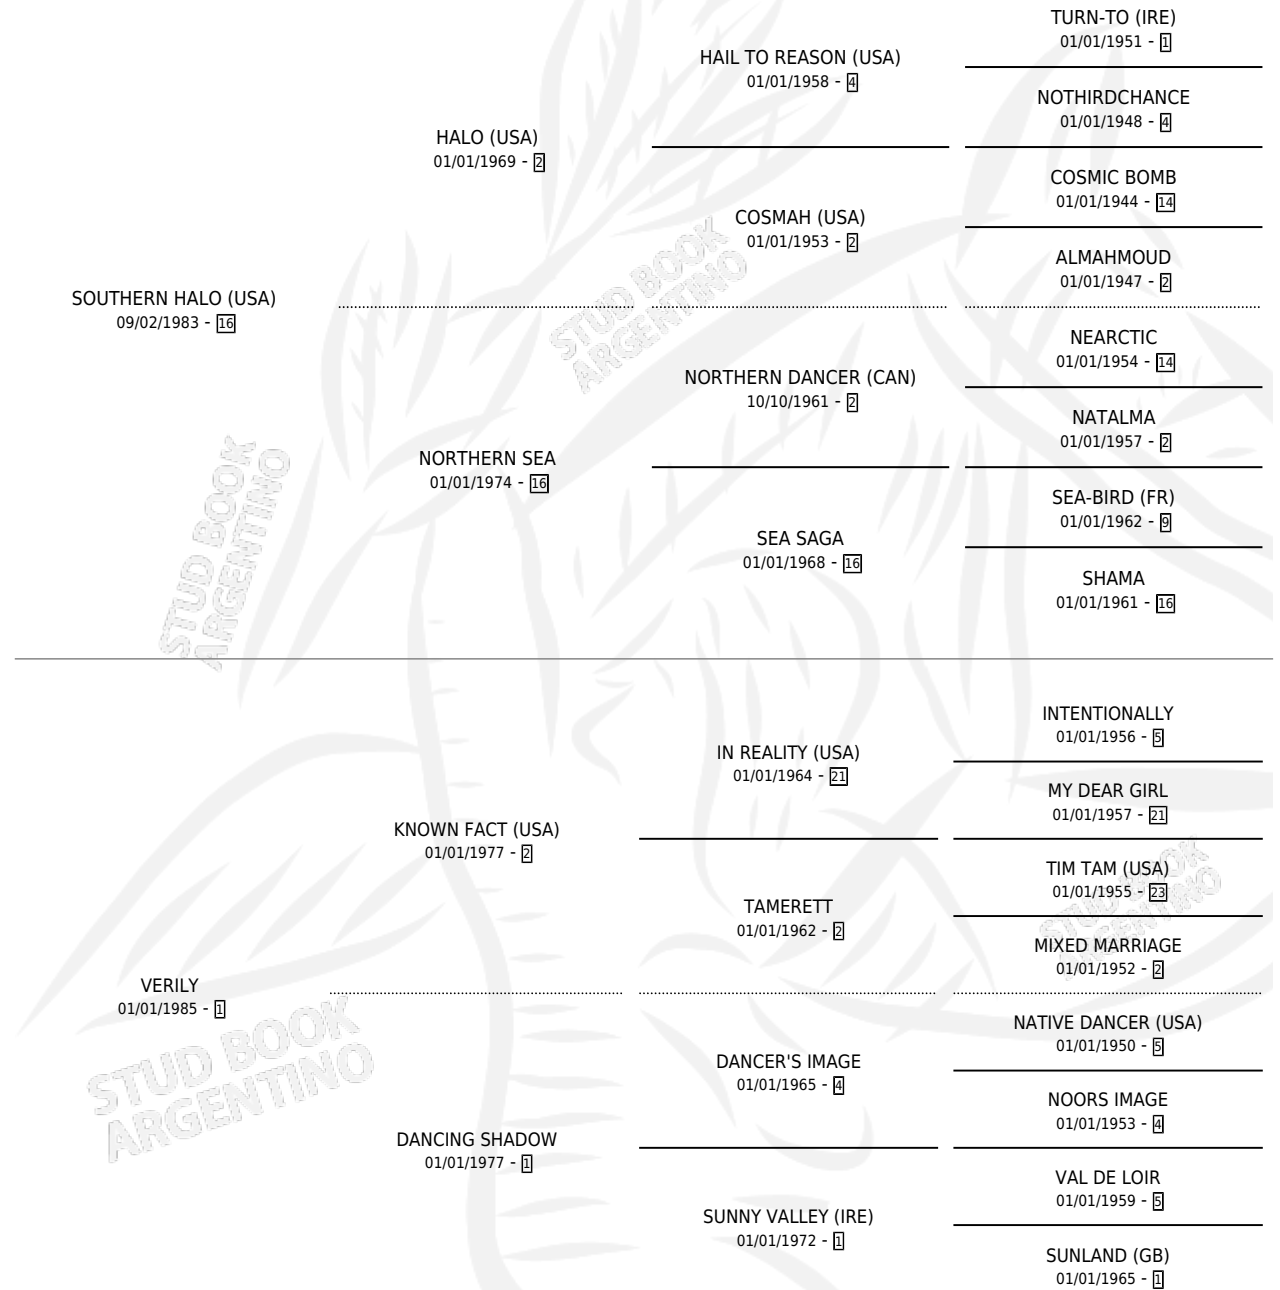 TURN-TO (IRE)
01/01/1951 - 1
HAIL TO REASON (USA)
01/01/1958 - 4
NOTHIRDCHANCE
01/01/1948 - 4
HALO (USA)
01/01/1969 - 2
COSMIC BOMB
01/01/1944 - 14
COSMAH (USA)
01/01/1953 - 2
ALMAHMOUD
01/01/1947 - 2
SOUTHERN HALO (USA)
09/02/1983 - 16
STUD BOOK
ARGENTINO
NEARCTIC
01/01/1954 - 14
NORTHERN DANCER (CAN)
10/10/1961 - 2
NATALMA
01/01/1957 - 2
NORTHERN SEA
01/01/1974 - 16
SEA-BIRD (FR)
01/01/1962 - 9
SEA SAGA
01/01/1968 - 16
SHAMA
01/01/1961 - 16
STUD BOOK
ARGENTINO
INTENTIONALLY
01/01/1956 - 5
IN REALITY (USA)
01/01/1964 - 21
MY DEAR GIRL
01/01/1957 - 21
KNOWN FACT (USA)
01/01/1977 - 2
TIM TAM (USA)
01/01/1955 - 23
STUD BOOK
ARGENTINO
TAMERETT
01/01/1962 - 2
MIXED MARRIAGE
01/01/1952 - 2
VERILY
01/01/1985 - 1
STUD BOOK
ARGENTINO
NATIVE DANCER (USA)
01/01/1950 - 5
DANCER'S IMAGE
01/01/1965 - 4
NOORS IMAGE
01/01/1953 - 4
DANCING SHADOW
01/01/1977 - 1
VAL DE LOIR
01/01/1959 - 5
SUNNY VALLEY (IRE)
01/01/1972 - 1
SUNLAND (GB)
01/01/1965 - 1